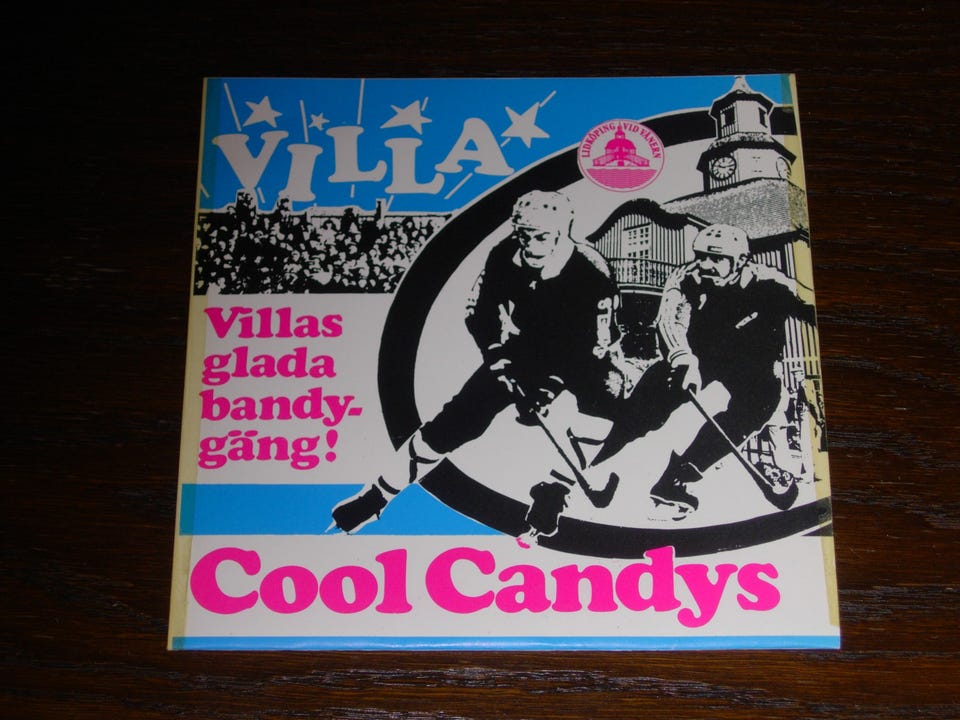 VILLA
LIDKÖPING VID VÄNERN
Villas
glada
bandy-
gäng!
Cool Candys